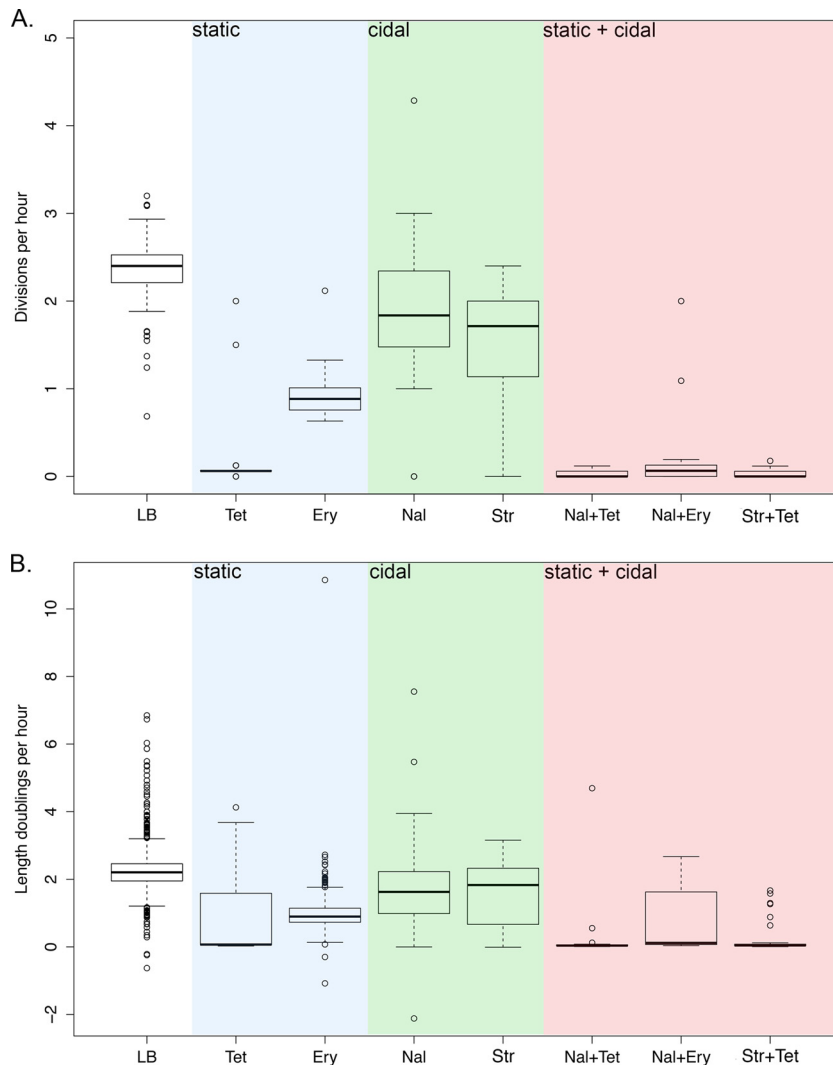 A.
static cidal static + cidal
5
4
3
2
1
0
Divisions per hour
LB Tet Ery Nal Str Nal+Tet Nal+Ery Str+Tet
B.
static cidal static + cidal
10
8
6
4
2
0
−2
Length doublings per hour
LB Tet Ery Nal Str Nal+Tet Nal+Ery Str+Tet